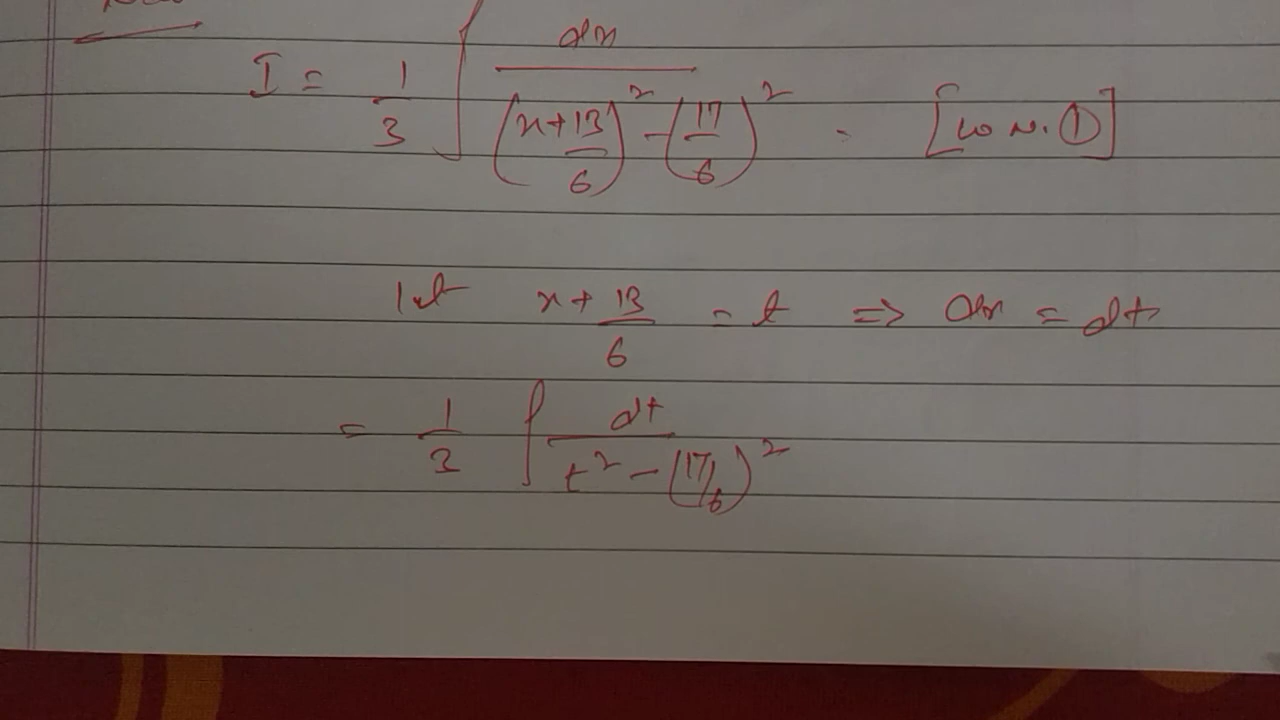 I = 1/3 ∫ dx / (x+13/6)² - (17/6)² . [w N. ①]
let x + 13/6 = t => dx = dt
= 1/3 ∫ dt / t² - (17/6)²